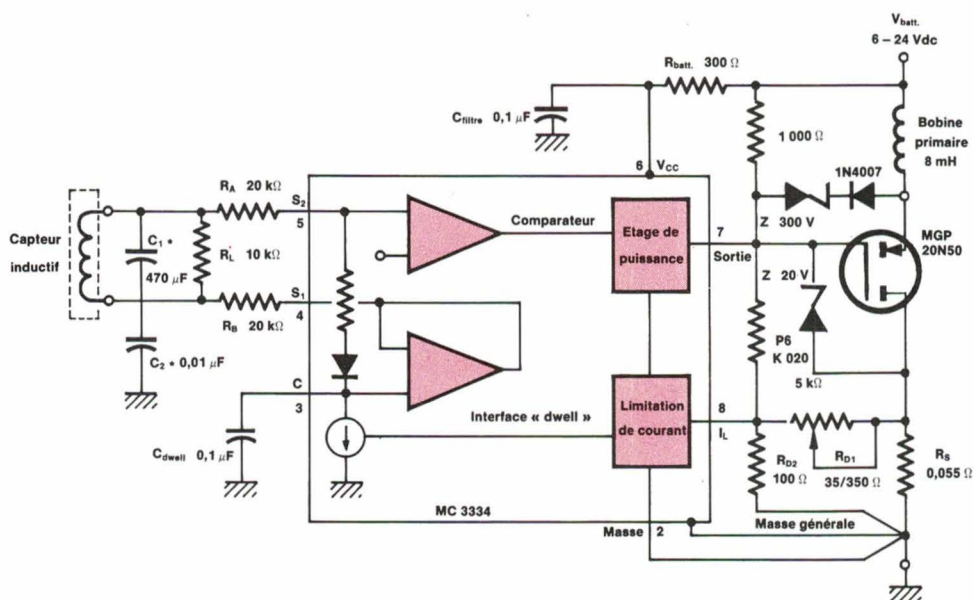 V batt.
6 – 24 Vdc
R batt. 300 Ω
C filtre 0,1 μF
1 000 Ω
Bobine
primaire
8 mH
6 VCC
1N4007
Z 300 V
RA 20 kΩ
S2
5
Comparateur
Etage de
puissance
7
Sortie
MGP
20N50
Capteur
inductif
C1 *
470 μF
RL 10 kΩ
Z 20 V
S1
4
RB 20 kΩ
P6
K 020
C2 * 0,01 μF
5 kΩ
C
3
Interface « dwell »
Limitation
de courant
8
IL
C dwell 0,1 μF
RD2
100 Ω
RD1
35/350 Ω
RS
0,055 Ω
MC 3334
Masse 2
Masse générale